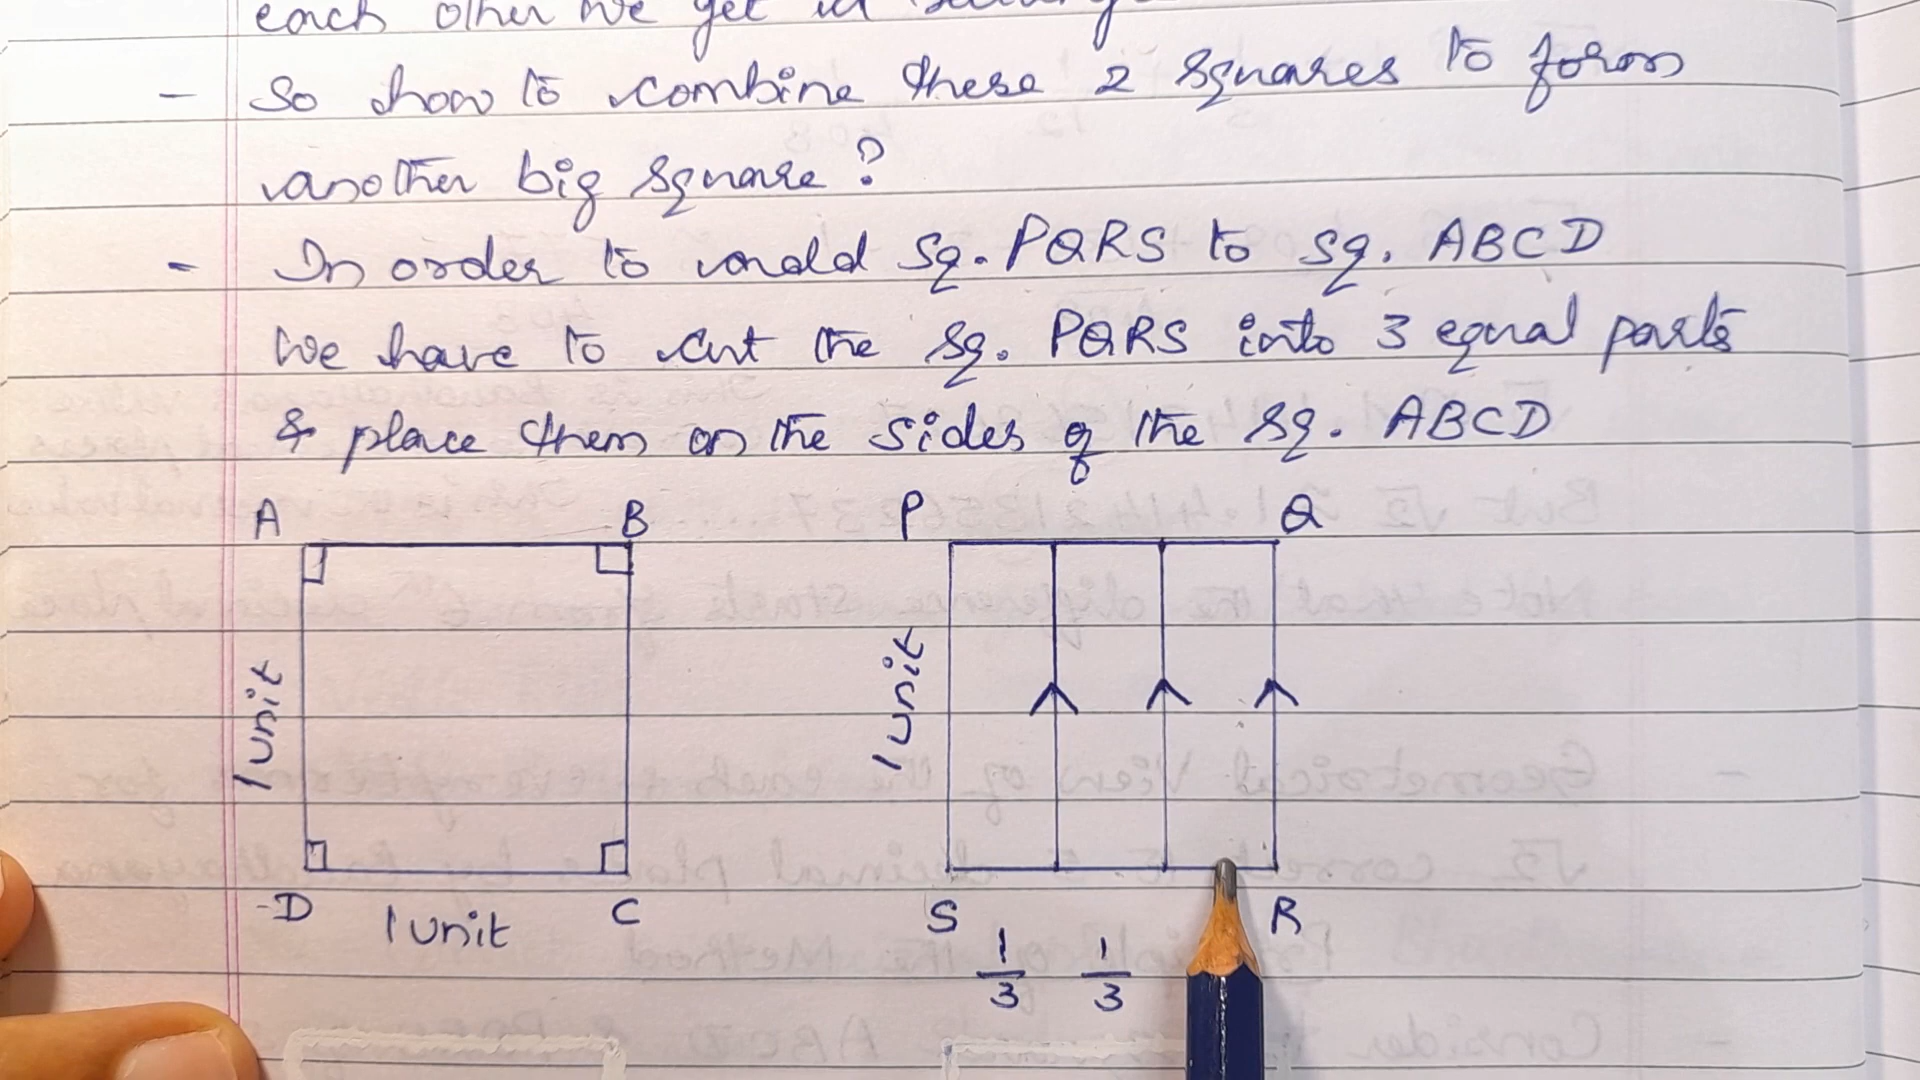 each other we get
- So how to combine these 2 squares to form
another big square?
- In order to mold Sq. PQRS to sq. ABCD
we have to cut the sq. PQRS into 3 equal parts
& place them on the sides of the sq. ABCD
A B P Q
1 unit 1 unit
D C S R
1 unit
1/3 1/3